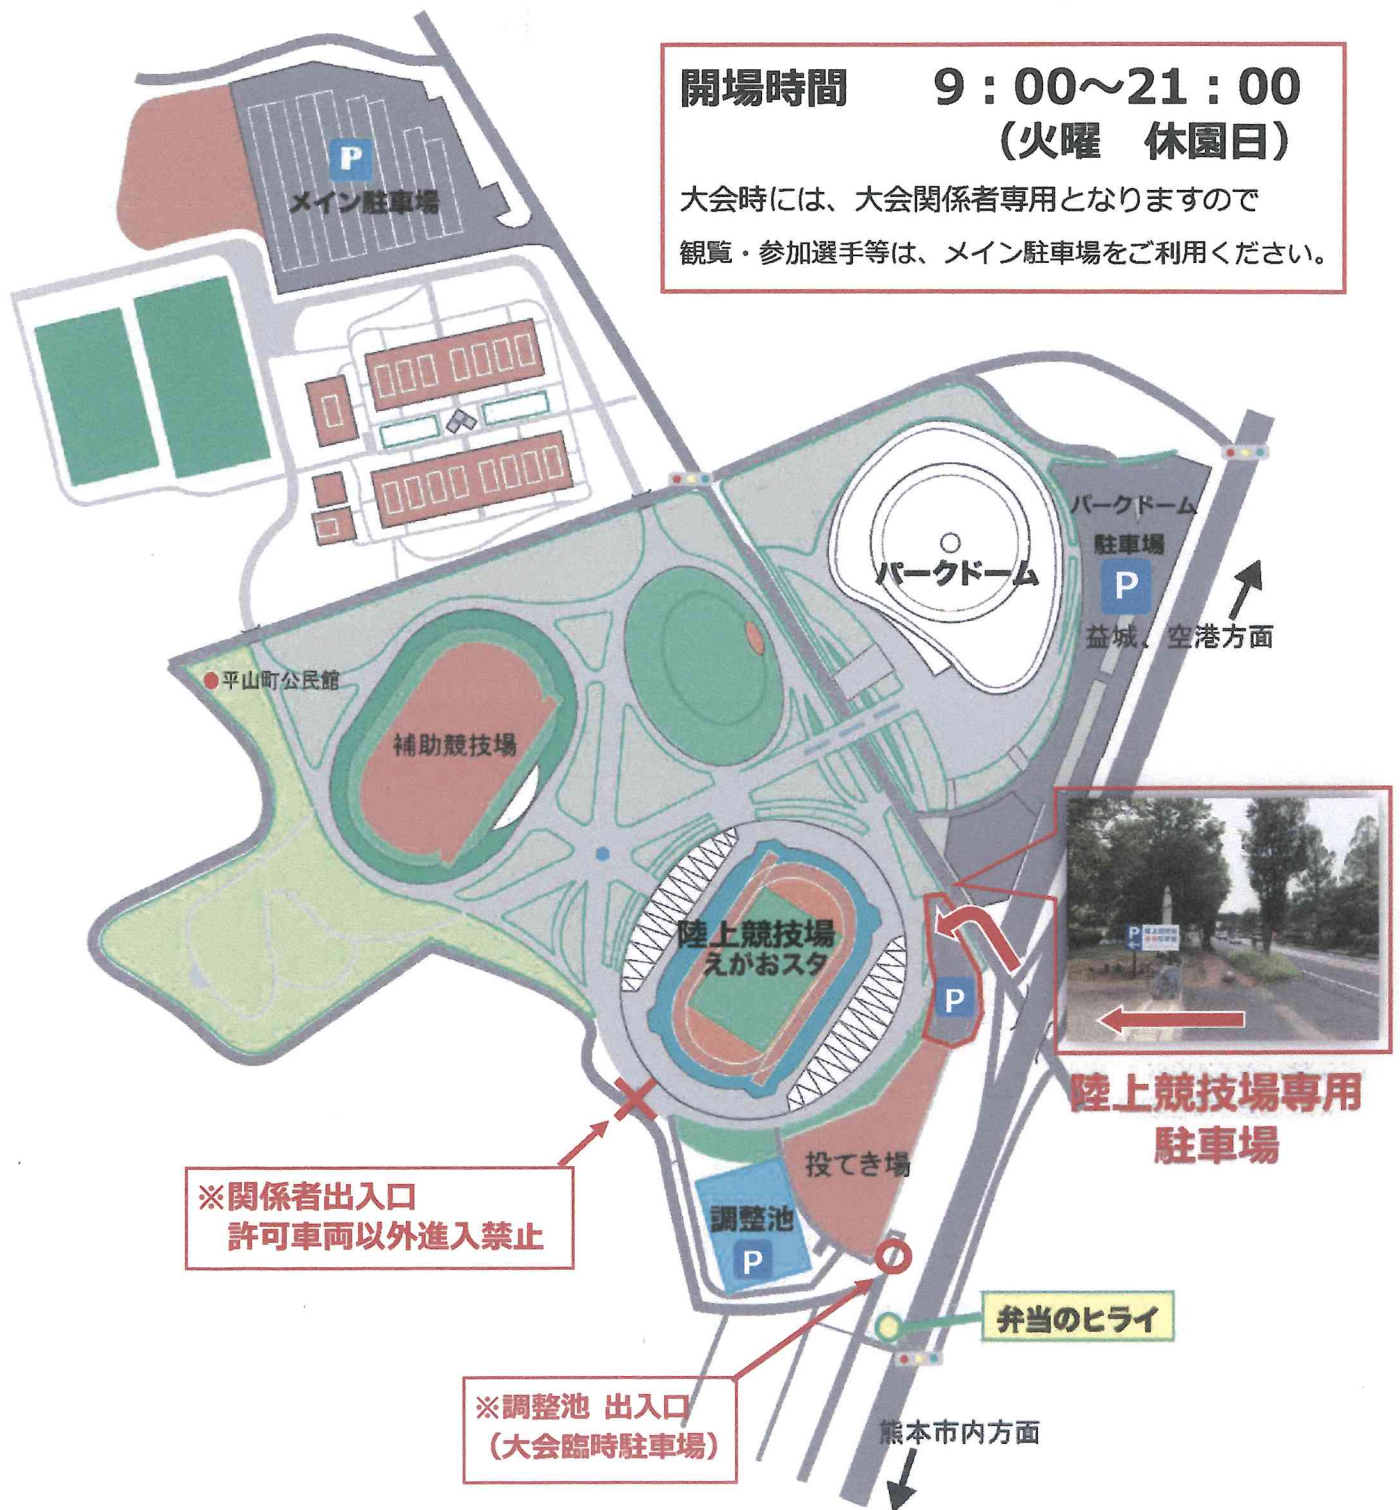 開場時間 9:00～21:00
(火曜 休園日)
大会時には、大会関係者専用となりますので
観覧・参加選手等は、メイン駐車場をご利用ください。
P
メイン駐車場
パークドーム
駐車場
P
パークドーム
益城、空港方面
平山町公民館
補助競技場
陸上競技場
えがおスタ
P
P
陸上競技場専用
駐車場
投てき場
※関係者出入口
許可車両以外進入禁止
調整池
P
弁当のヒライ
※調整池 出入口
(大会臨時駐車場)
熊本市内方面